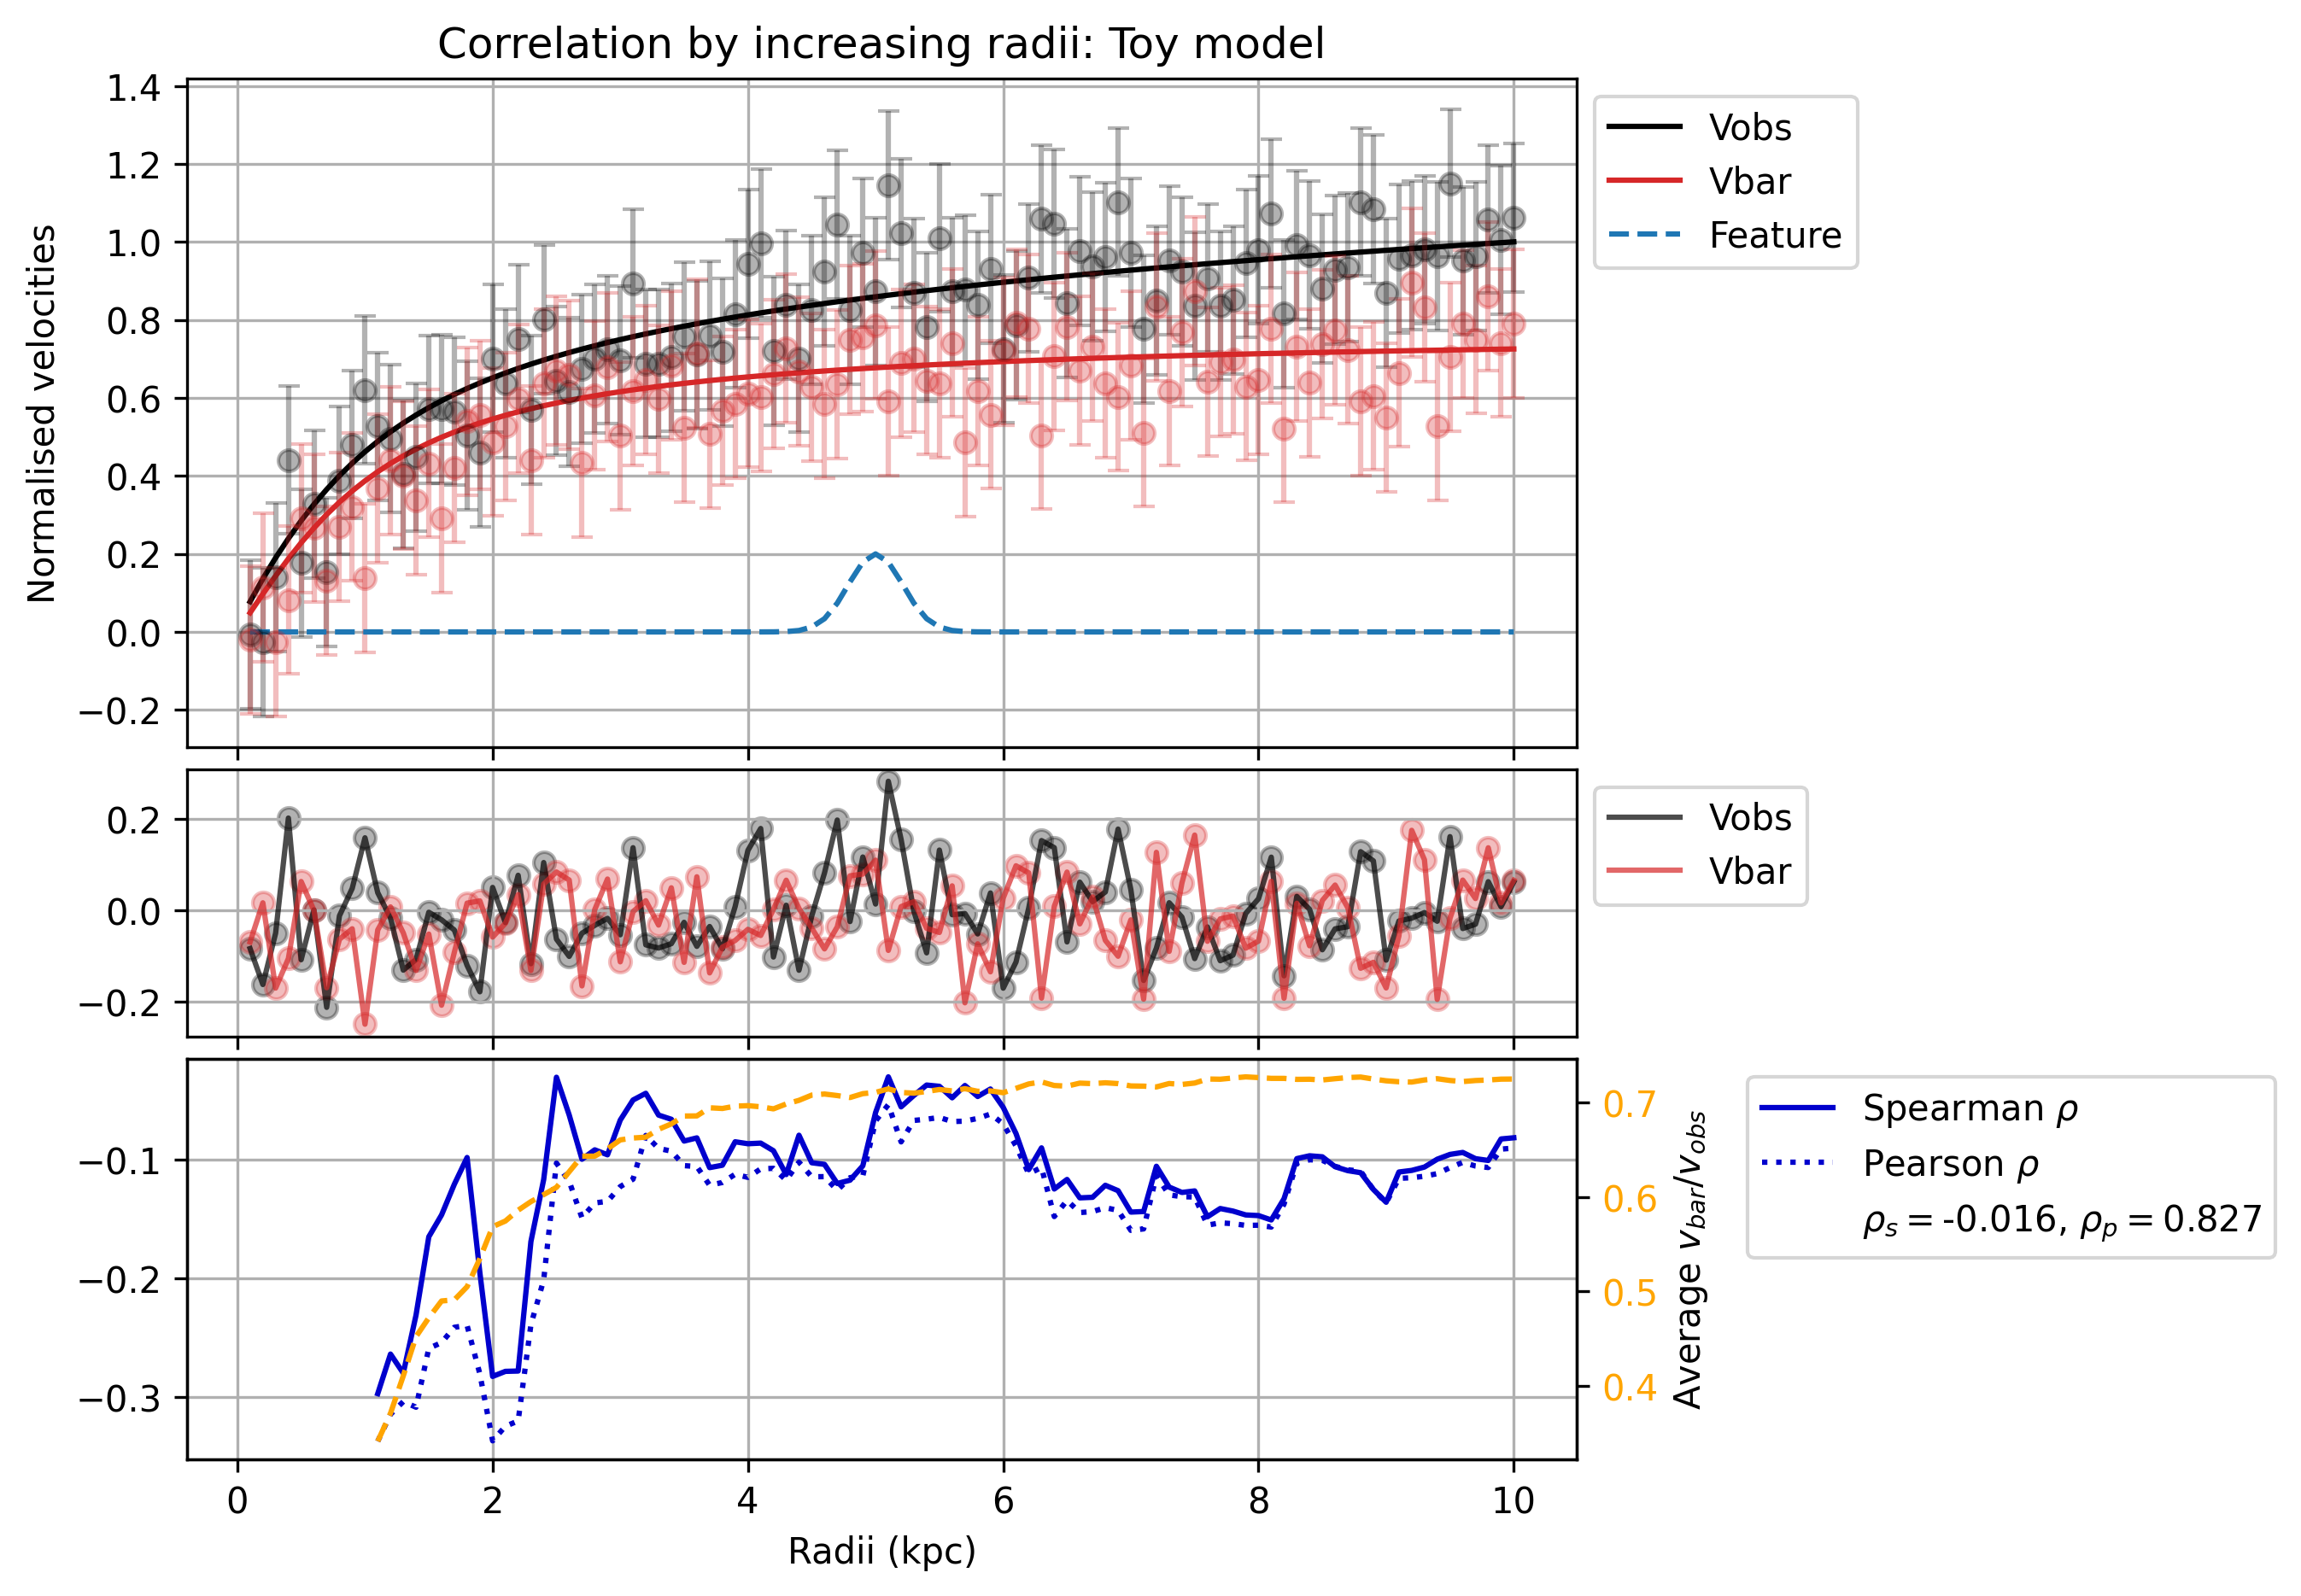 Correlation by increasing radii: Toy model
Normalised velocities
1.4
1.2
1.0
0.8
0.6
0.4
0.2
0.0
−0.2
Vobs
Vbar
Feature
0.2
0.0
−0.2
Vobs
Vbar
−0.1
−0.2
−0.3
0.7
0.6
0.5
0.4
Average v_bar/v_obs
Spearman ρ
Pearson ρ
ρ_s = -0.016, ρ_p = 0.827
0 2 4 6 8 10
Radii (kpc)